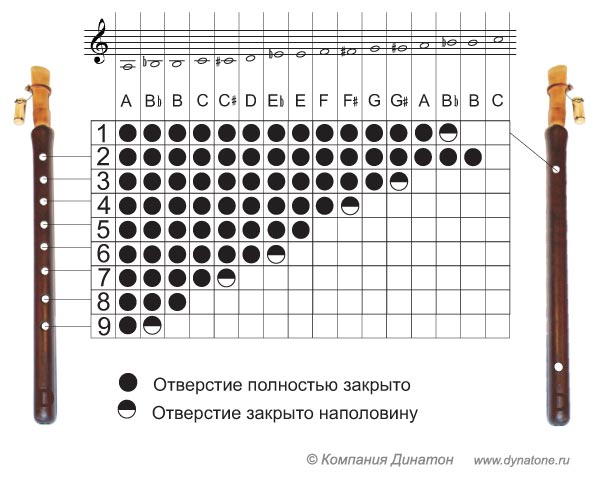 A B♭ B C C♯ D E♭ E F F♯ G G♯ A B♭ B C
1
2
3
4
5
6
7
8
9
Отверстие полностью закрыто
Отверстие закрыто наполовину
© Компания Динатон www.dynatone.ru